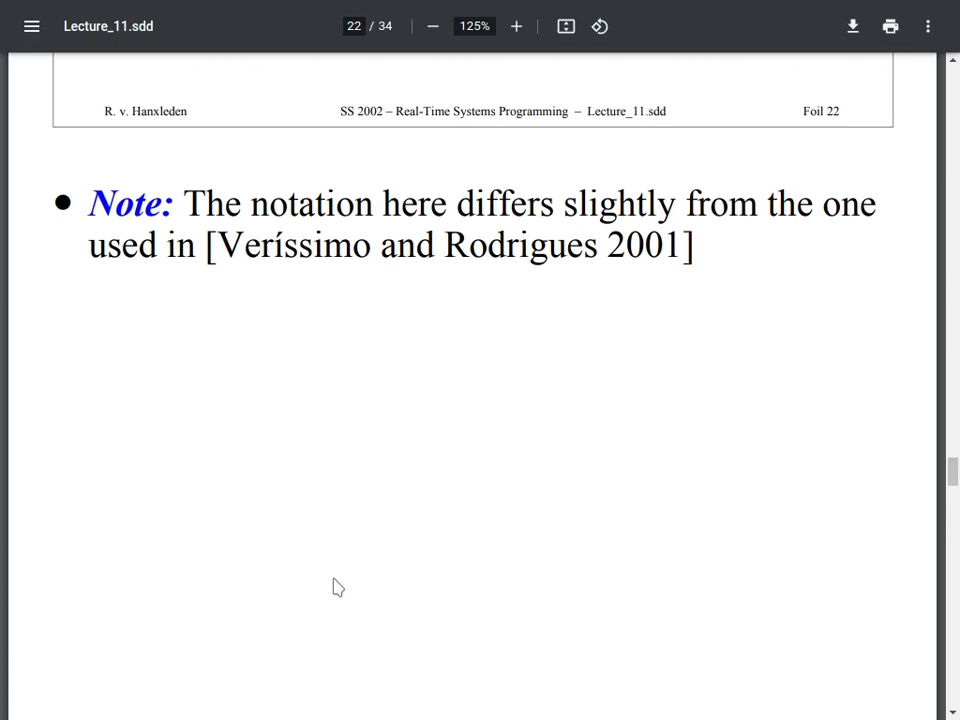 Lecture_11.sdd 22 / 34 125%
R. v. Hanxleden SS 2002 – Real-Time Systems Programming – Lecture_11.sdd Foil 22
• Note: The notation here differs slightly from the one
used in [Veríssimo and Rodrigues 2001]